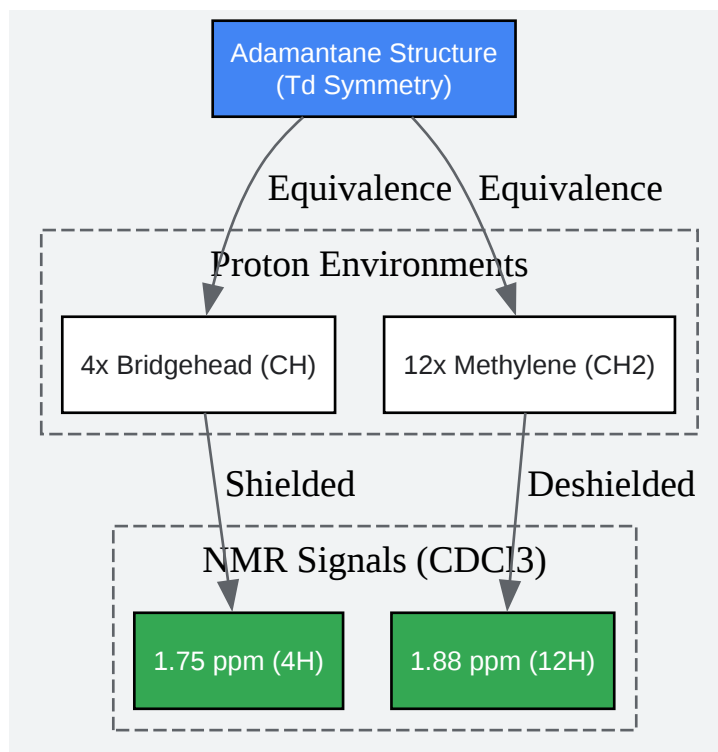 Adamantane Structure
(Td Symmetry)
Equivalence
Equivalence
Proton Environments
4x Bridgehead (CH)
12x Methylene (CH2)
Shielded
Deshielded
NMR Signals (CDCl3)
1.75 ppm (4H)
1.88 ppm (12H)